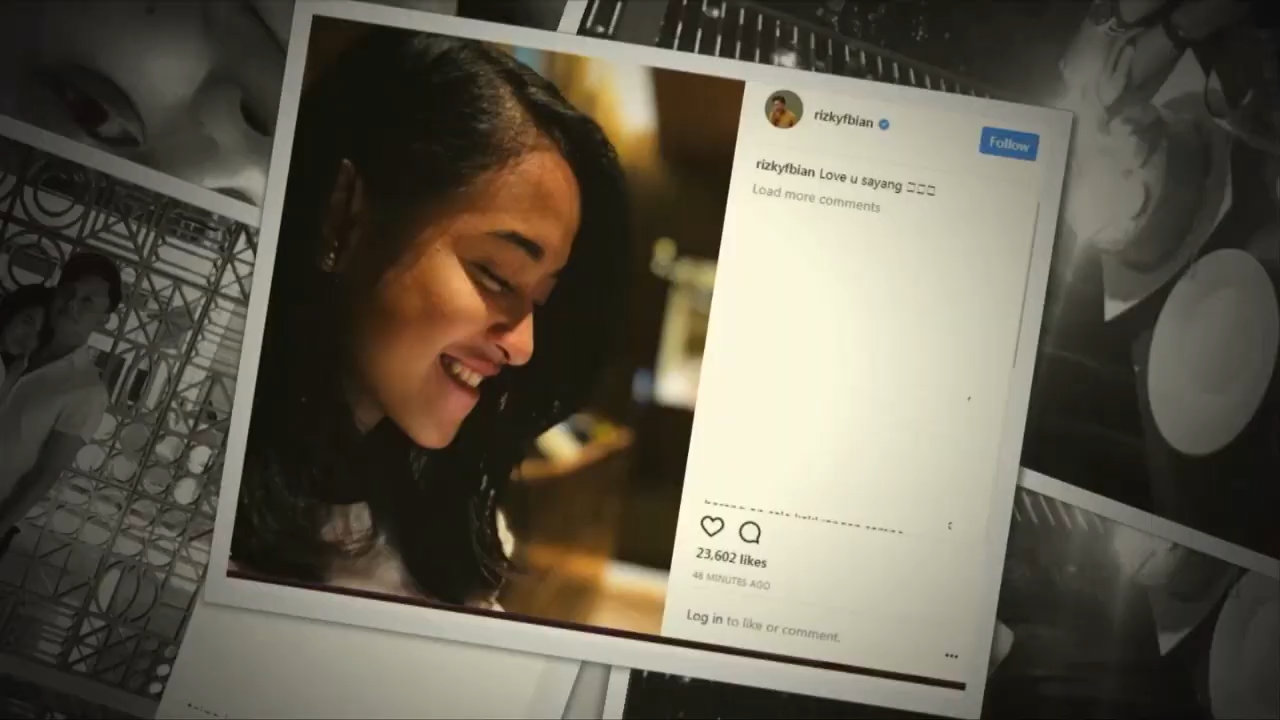 rizkyfbian
Follow
rizkyfbian Love u sayang
Load more comments
23,602 likes
48 MINUTES AGO
Log in to like or comment.